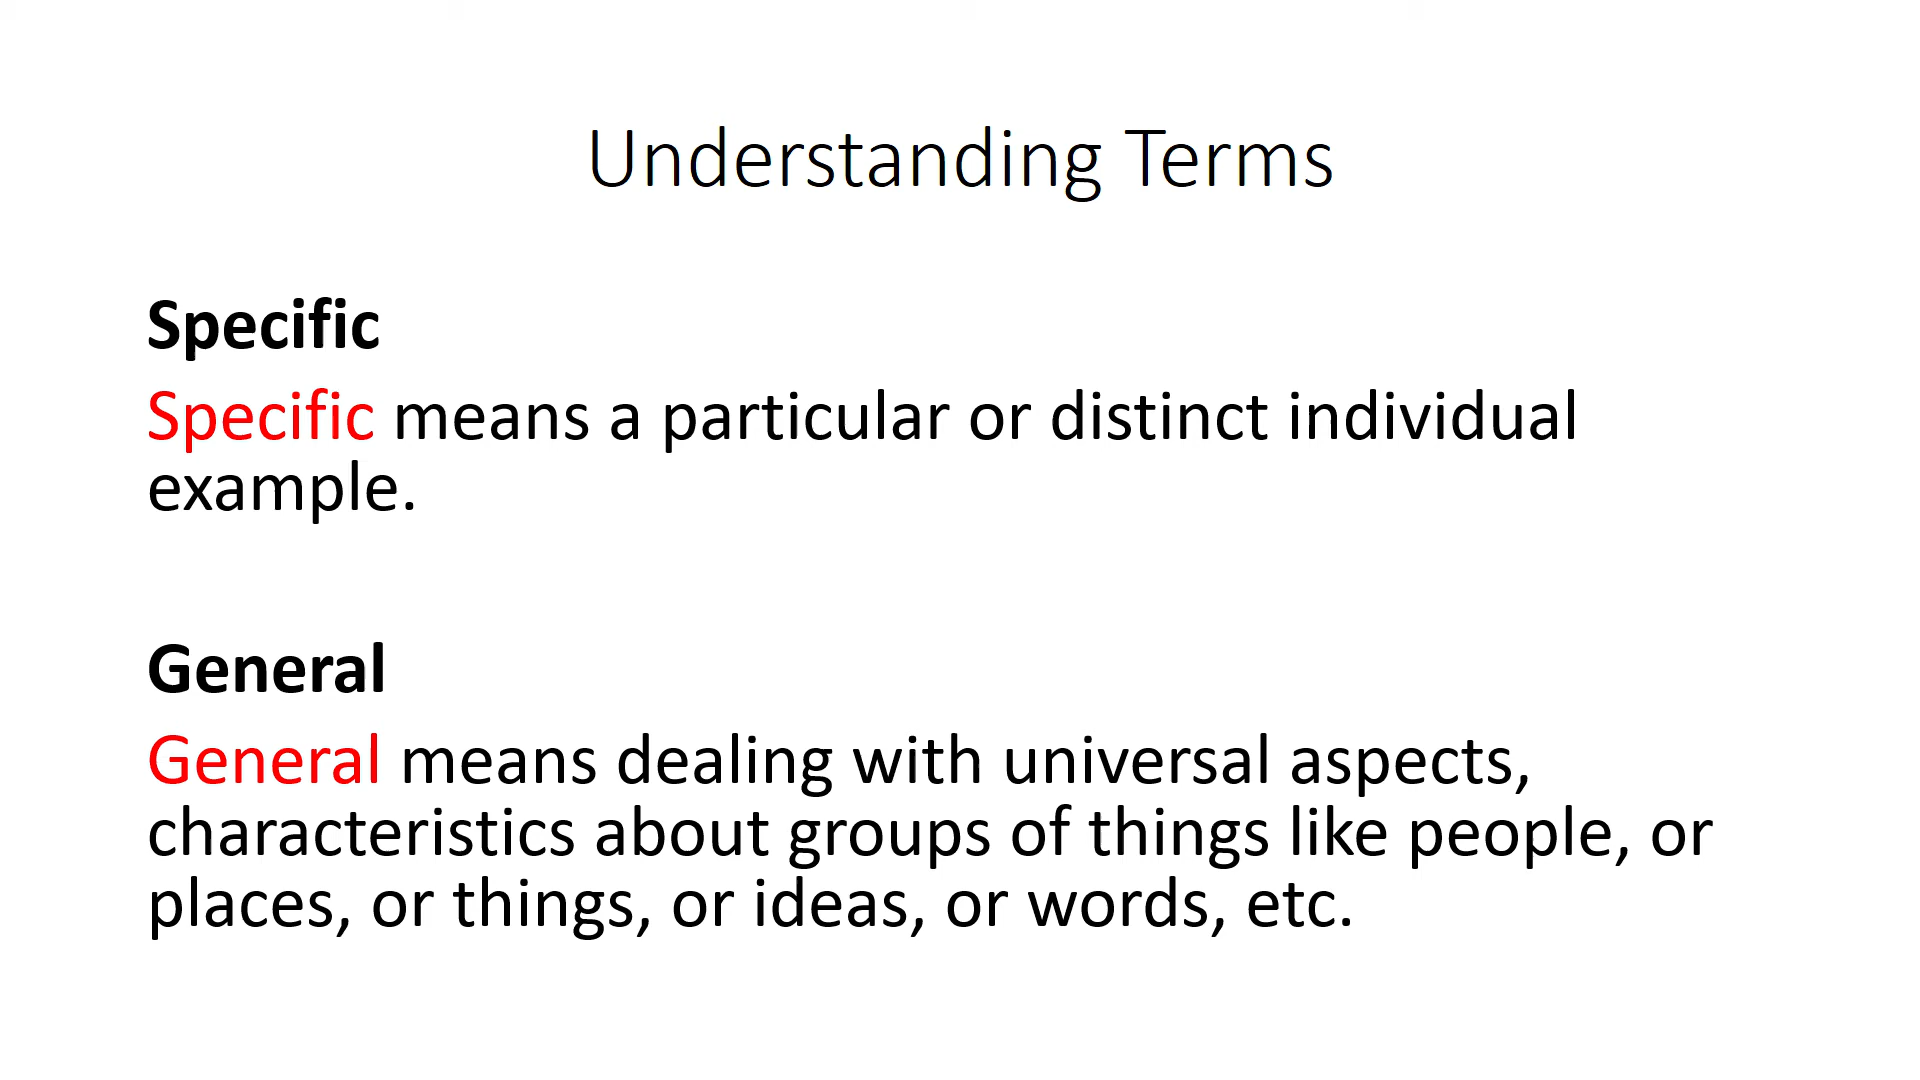 Understanding Terms
Specific
Specific means a particular or distinct individual
example.
General
General means dealing with universal aspects,
characteristics about groups of things like people, or
places, or things, or ideas, or words, etc.